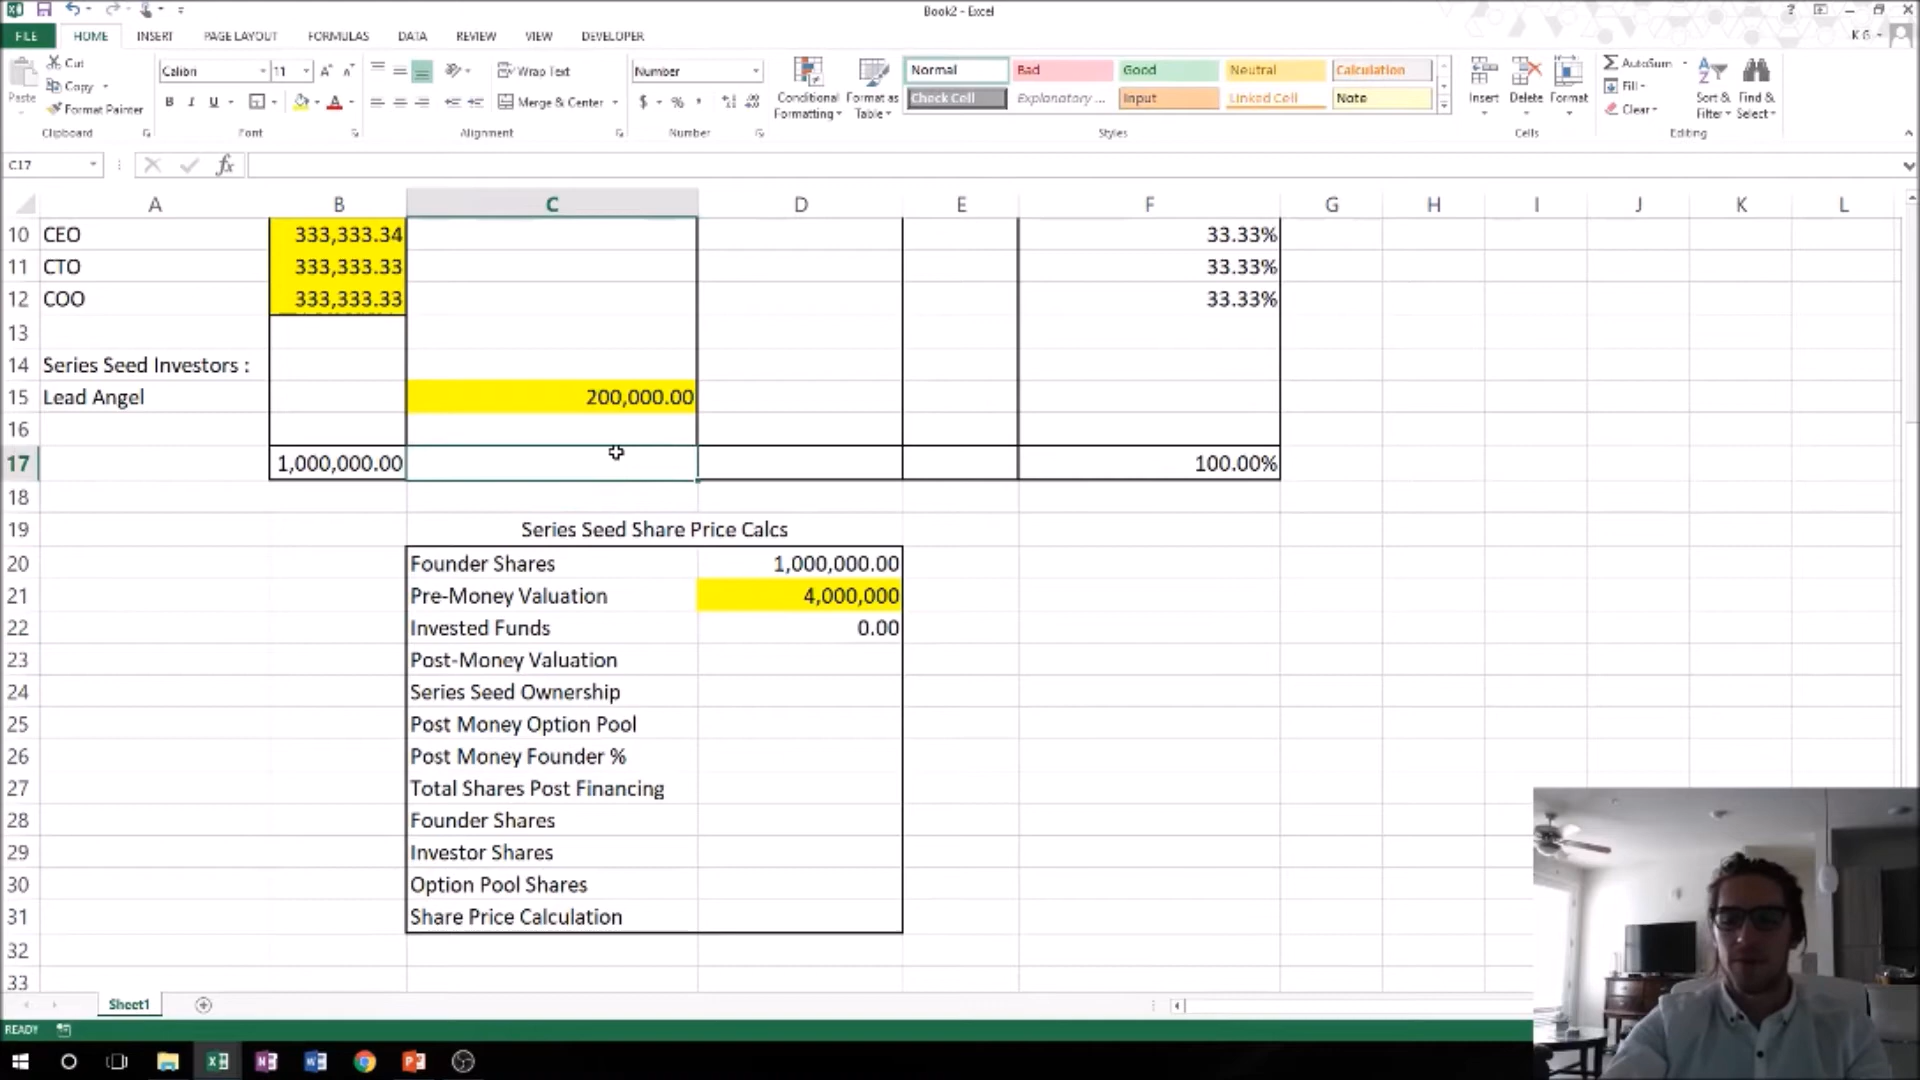 Book2 - Excel
? K G
FILE HOME INSERT PAGE LAYOUT FORMULAS DATA REVIEW VIEW DEVELOPER
Paste Cut Copy Format Painter Clipboard
Calibri 11 A A B I U A Font
Wrap Text Merge & Center Alignment
Number $ % , Number
Conditional Formatting Format as Table
Normal Bad Good Neutral Calculation
Check Cell Explanatory ... Input Linked Cell Note
Styles
Insert Delete Format Cells
AutoSum Fill Clear Sort & Filter Find & Select Editing
C17 fx
A B C D E F G H I J K L
10 CEO 333,333.34 33.33%
11 CTO 333,333.33 33.33%
12 COO 333,333.33 33.33%
13
14 Series Seed Investors :
15 Lead Angel 200,000.00
16
17 1,000,000.00 100.00%
18
19 Series Seed Share Price Calcs
20 Founder Shares 1,000,000.00
21 Pre-Money Valuation 4,000,000
22 Invested Funds 0.00
23 Post-Money Valuation
24 Series Seed Ownership
25 Post Money Option Pool
26 Post Money Founder %
27 Total Shares Post Financing
28 Founder Shares
29 Investor Shares
30 Option Pool Shares
31 Share Price Calculation
32
33
Sheet1
READY